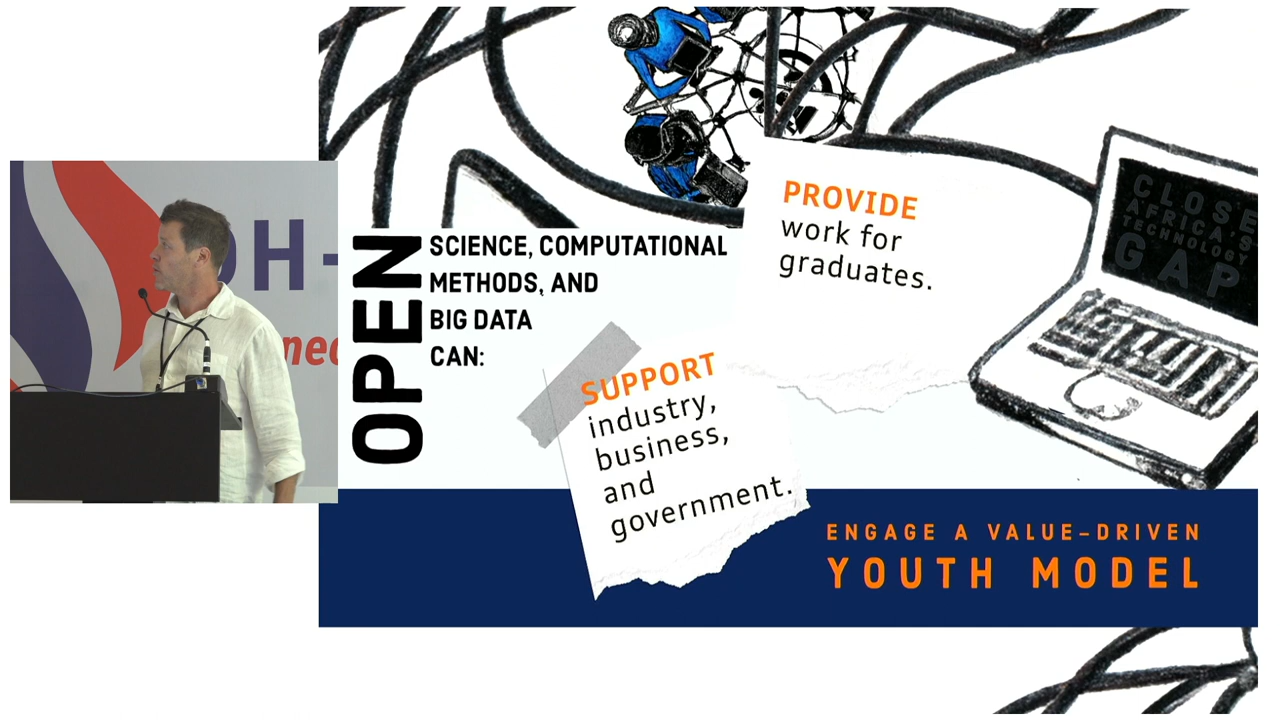 DH-
OPEN
SCIENCE, COMPUTATIONAL
METHODS, AND
BIG DATA
CAN:
PROVIDE
work for
graduates.
SUPPORT
industry,
business,
and
government.
CLOSE
AFRICA'S
TECHNOLOGY
GAP
ENGAGE A VALUE-DRIVEN
YOUTH MODEL